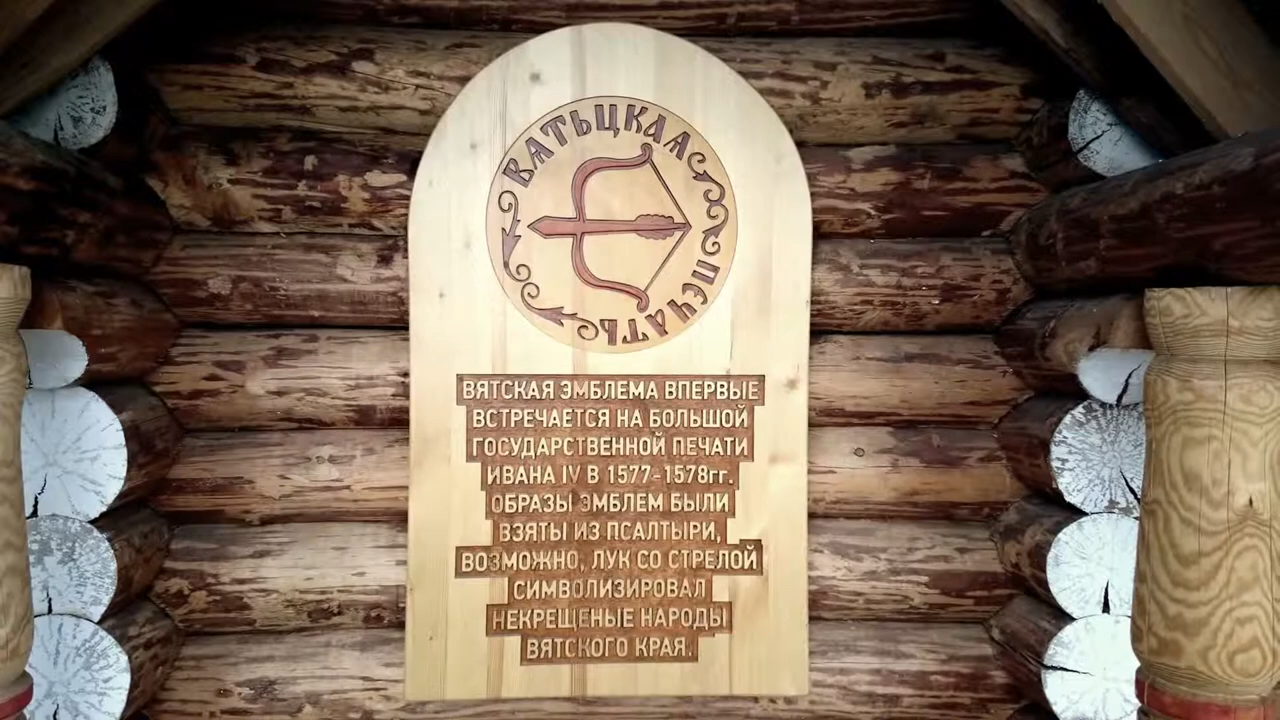 ВАТЬЦКАА
ПЕЧАТЬ
ВЯТСКАЯ ЭМБЛЕМА ВПЕРВЫЕ
ВСТРЕЧАЕТСЯ НА БОЛЬШОЙ
ГОСУДАРСТВЕННОЙ ПЕЧАТИ
ИВАНА IV В 1577-1578гг.
ОБРАЗЫ ЭМБЛЕМ БЫЛИ
ВЗЯТЫ ИЗ ПСАЛТЫРИ,
ВОЗМОЖНО, ЛУК СО СТРЕЛОЙ
СИМВОЛИЗИРОВАЛ
НЕКРЕЩЕНЫЕ НАРОДЫ
ВЯТСКОГО КРАЯ.